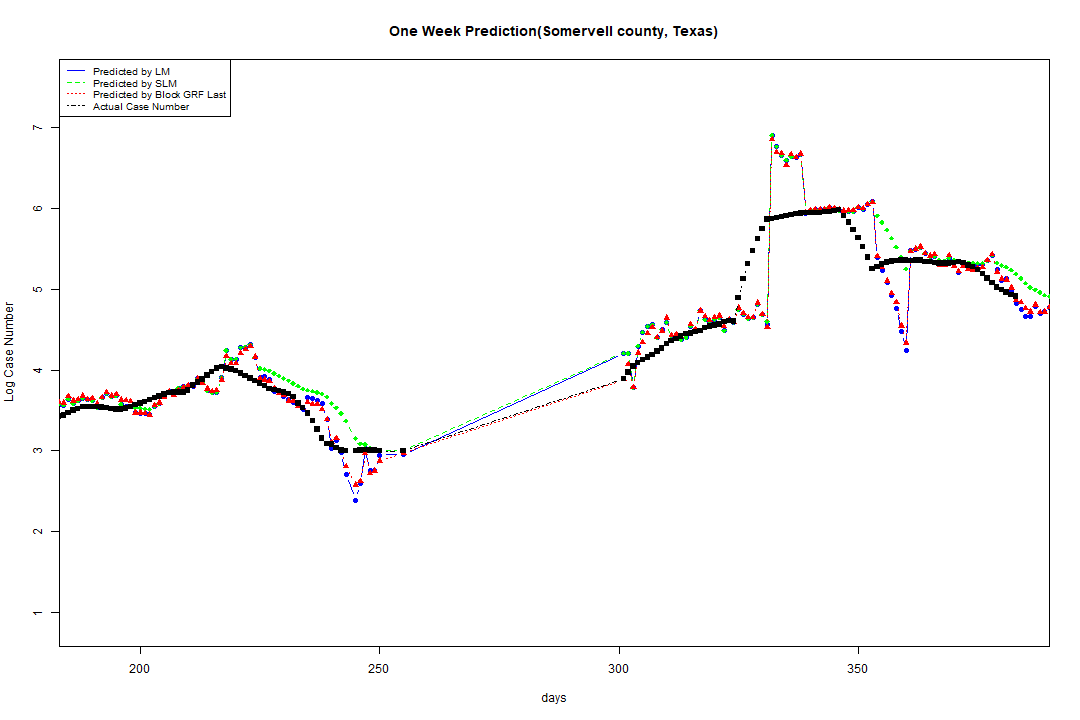 One Week Prediction(Somervell county, Texas)
Predicted by LM
Predicted by SLM
Predicted by Block GRF Last
Actual Case Number
7
6
5
4
3
2
1
Log Case Number
200
250
300
350
days